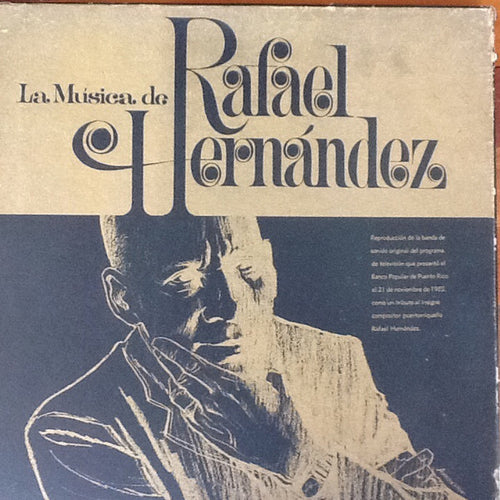 La Música de Rafael
Hernández
Reproducción de la banda de
sonido original del programa
de televisión que presentó el
Banco Popular de Puerto Rico
el 21 de noviembre de 1982,
como un tributo al insigne
compositor puertorriqueño
Rafael Hernández.